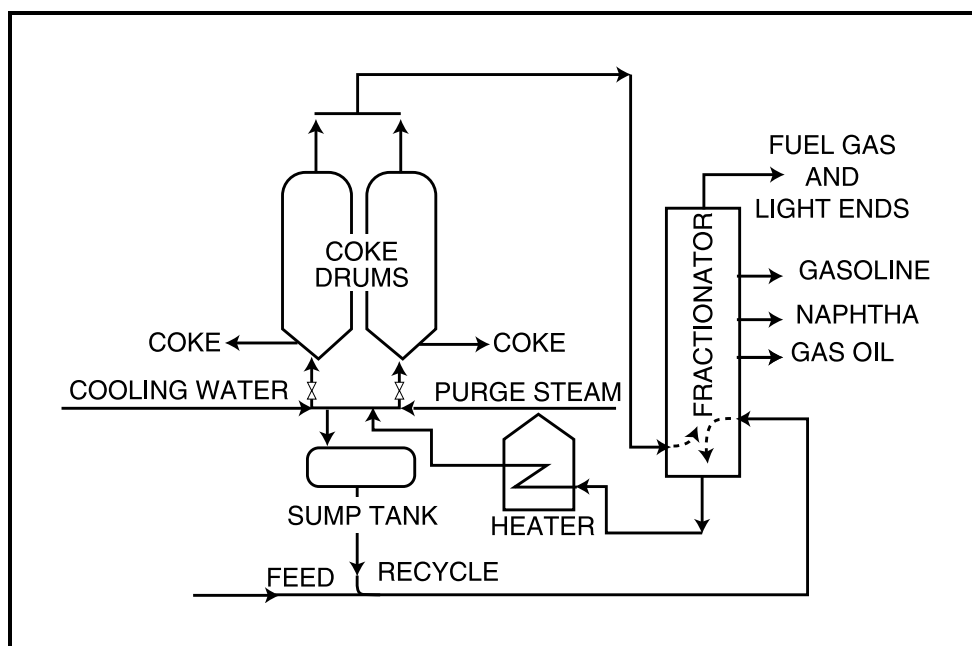 FUEL GAS
AND
LIGHT ENDS
FRACTIONATOR
GASOLINE
NAPHTHA
GAS OIL
COKE
DRUMS
COKE
COKE
COOLING WATER
PURGE STEAM
SUMP TANK
HEATER
FEED
RECYCLE